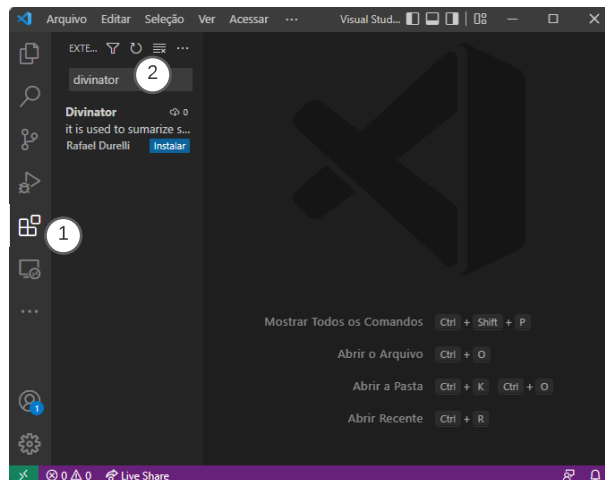 Arquivo Editar Seleção Ver Acessar ··· Visual Stud...
EXTE... ···
divinator
2
Divinator 0
it is used to sumarize s...
Rafael Durelli Instalar
1
Mostrar Todos os Comandos Ctrl + Shift + P
Abrir o Arquivo Ctrl + O
Abrir a Pasta Ctrl + K Ctrl + O
Abrir Recente Ctrl + R
1
0 0 Live Share